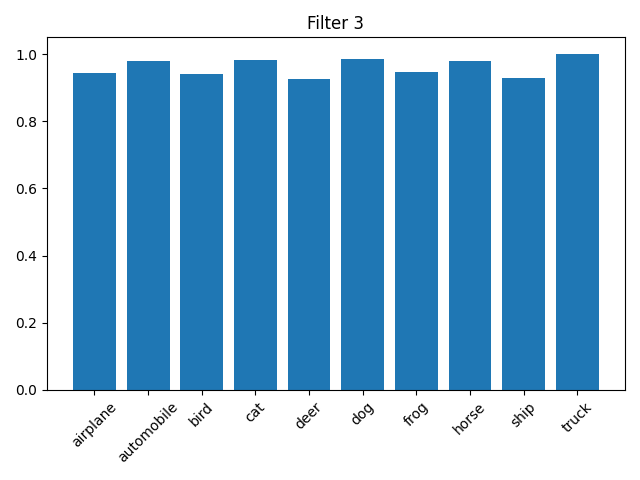 Filter 3
1.0
0.8
0.6
0.4
0.2
0.0
airplane
automobile
bird
cat
deer
dog
frog
horse
ship
truck